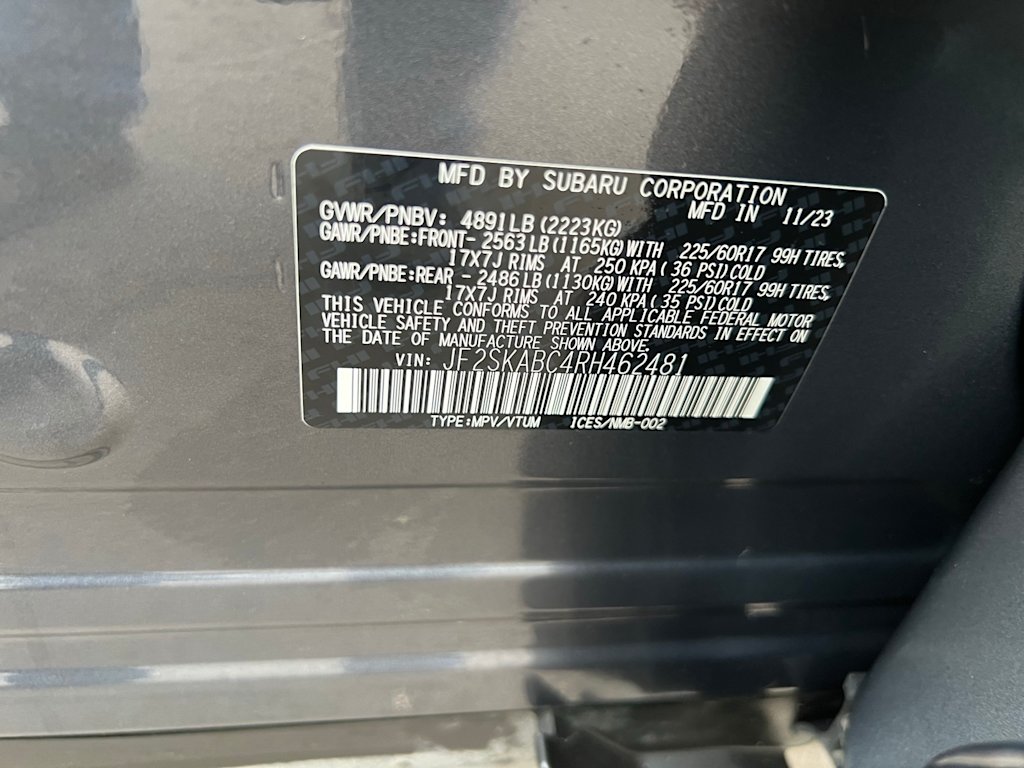 MFD BY SUBARU CORPORATION
MFD IN 11/23
GVWR/PNBV: 4891LB(2223KG)
GAWR/PNBE:FRONT- 2563LB(1165KG)WITH 225/60R17 99H TIRES,
17X7J RIMS AT 250 KPA( 36 PSI)COLD
GAWR/PNBE:REAR - 2486LB(1130KG)WITH 225/60R17 99H TIRES,
17X7J RIMS AT 240 KPA( 35 PSI)COLD
THIS VEHICLE CONFORMS TO ALL APPLICABLE FEDERAL MOTOR
VEHICLE SAFETY AND THEFT PREVENTION STANDARDS IN EFFECT ON
THE DATE OF MANUFACTURE SHOWN ABOVE.
VIN: JF2SKABC4RH462481
TYPE:MPV/VTUM ICES/NMB-002